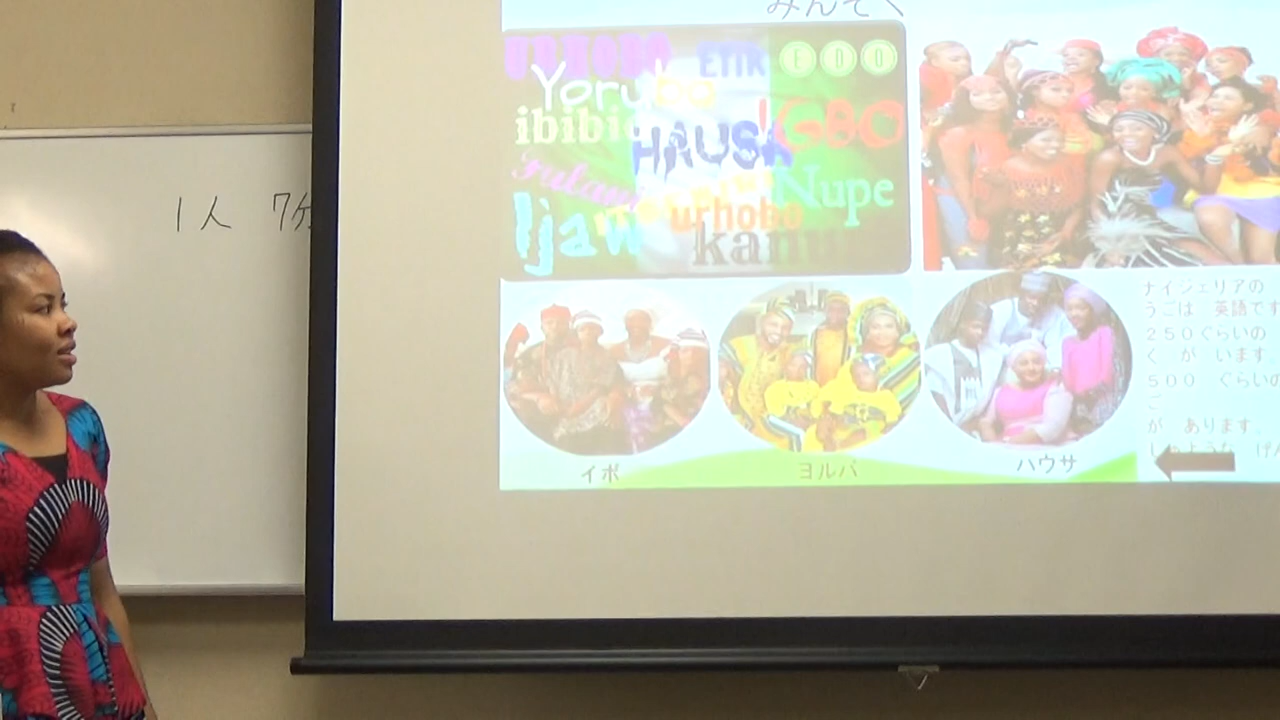 みんぞく
URHOBO Efik EDO
Yoruba
ibibio IGBO
HAUSA
Fulani Nupe
Ijaw urhobo
kanuri
1人 7分
ナイジェリアの
うごは 英語です
250ぐらいの
く が います.
500 ぐらいの
ご
が あります.
イボ ヨルバ ハウサ